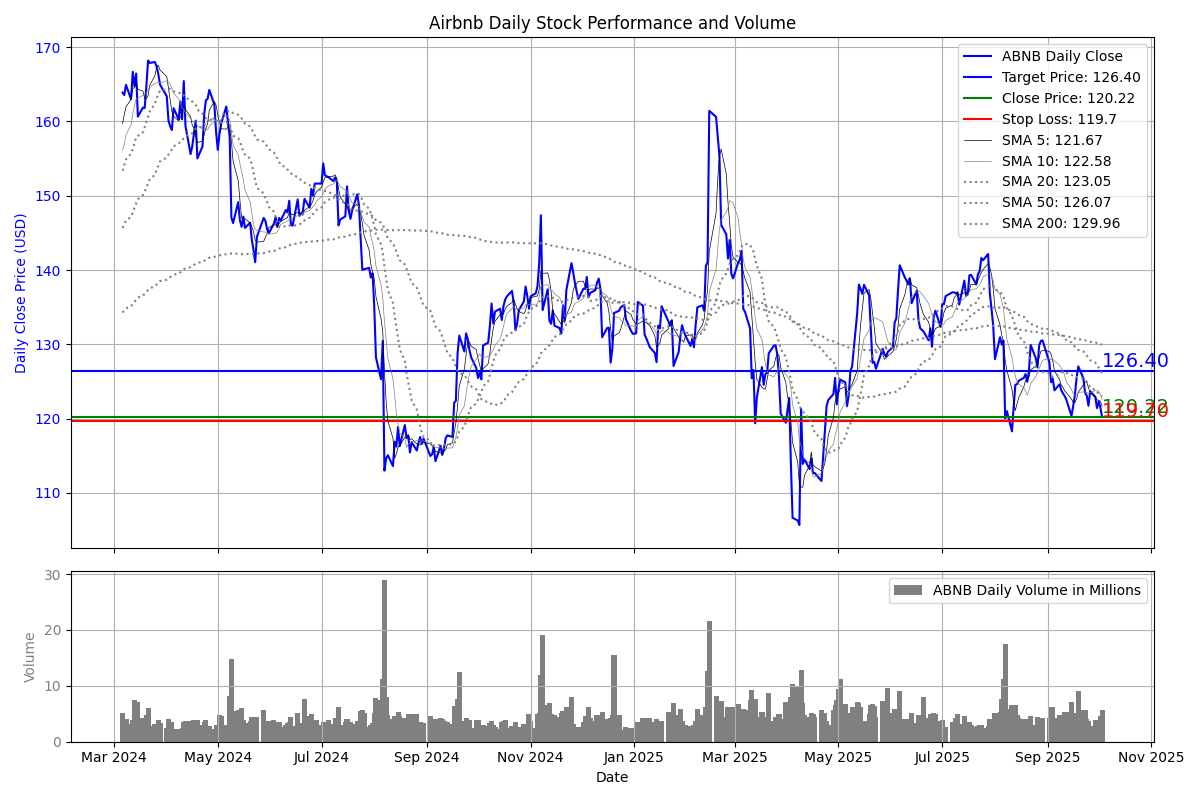 Airbnb Daily Stock Performance and Volume
170
160
150
140
130
120
110
Daily Close Price (USD)
ABNB Daily Close
Target Price: 126.40
Close Price: 120.22
Stop Loss: 119.7
SMA 5: 121.67
SMA 10: 122.58
SMA 20: 123.05
SMA 50: 126.07
SMA 200: 129.96
126.40
120.22
119.70
30
20
10
0
Volume
ABNB Daily Volume in Millions
Mar 2024 May 2024 Jul 2024 Sep 2024 Nov 2024 Jan 2025 Mar 2025 May 2025 Jul 2025 Sep 2025 Nov 2025
Date